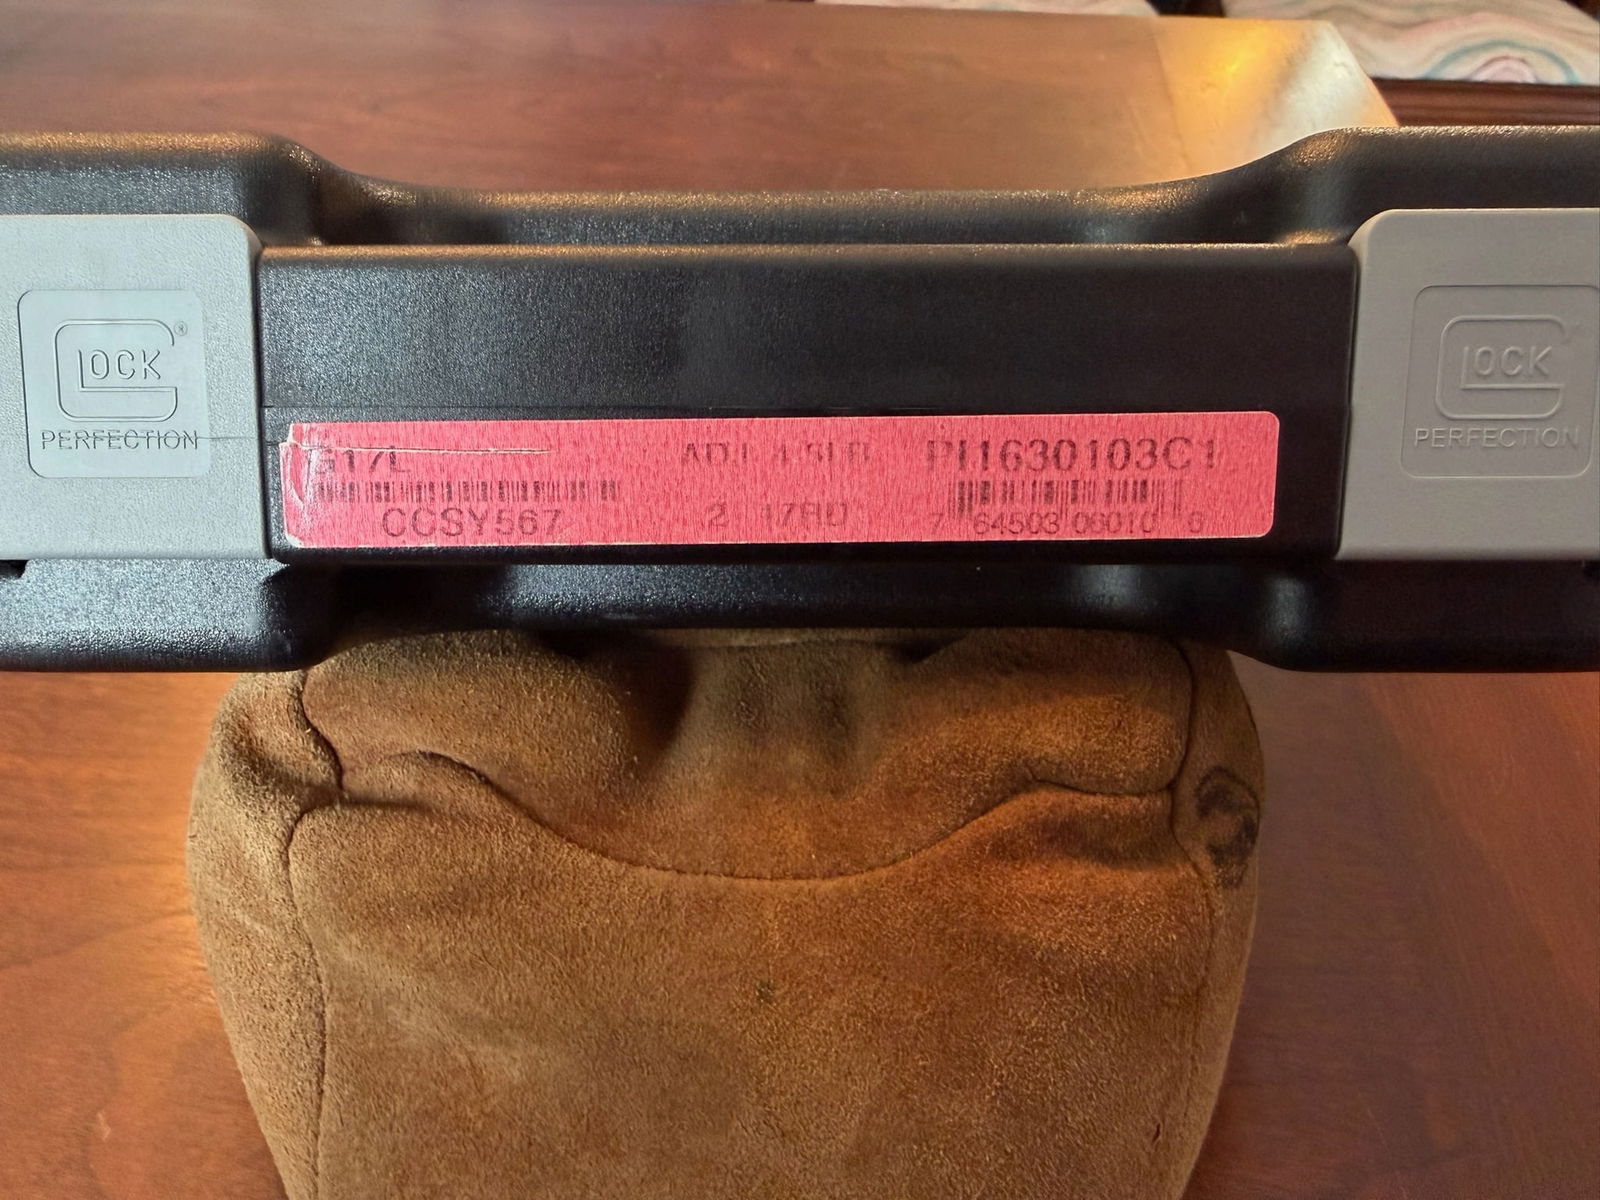 GLOCK®
PERFECTION
G17L ADJ 4.5LB PI1630103C1
CCSY567 2 17RD 7 64503 06010 6
GLOCK
PERFECTION